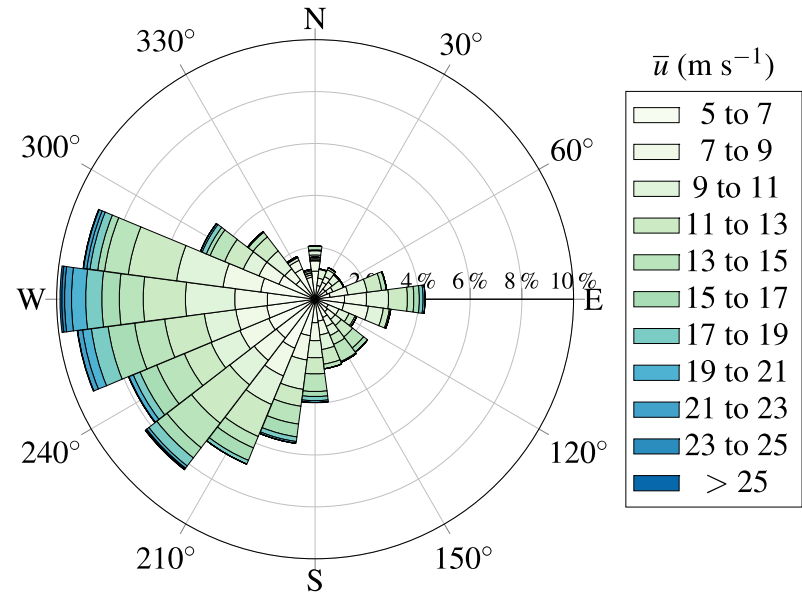 N
330°
30°
u̅ (m s⁻¹)
5 to 7
300°
60°
7 to 9
9 to 11
11 to 13
13 to 15
2 %
4 %
6 %
8 %
10 %
W
E
15 to 17
17 to 19
19 to 21
21 to 23
240°
120°
23 to 25
> 25
210°
150°
S